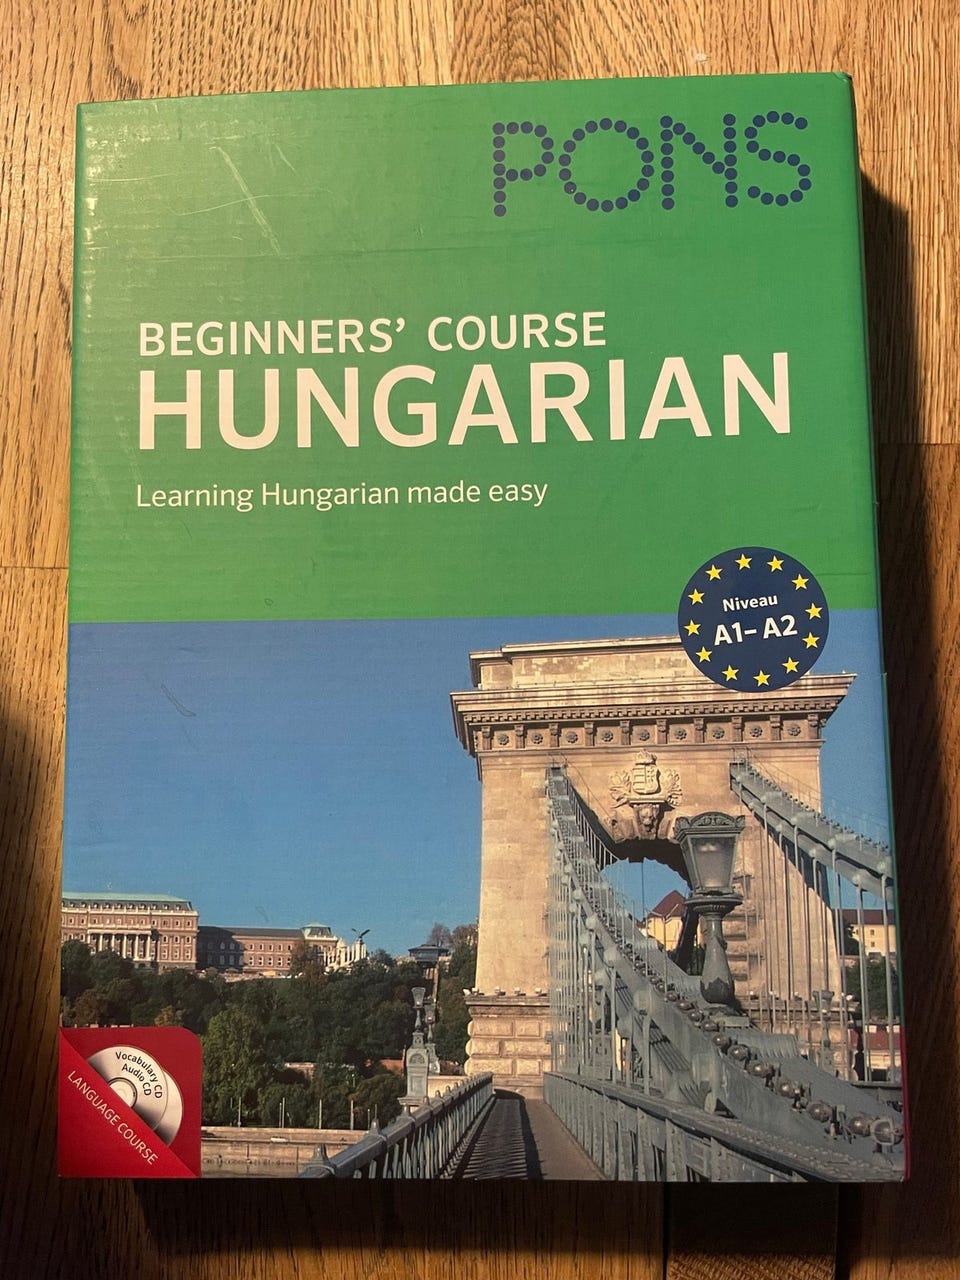 PONS
BEGINNERS’ COURSE
HUNGARIAN
Learning Hungarian made easy
Niveau
A1–A2
Vocabulary CD
Audio CD
LANGUAGE COURSE